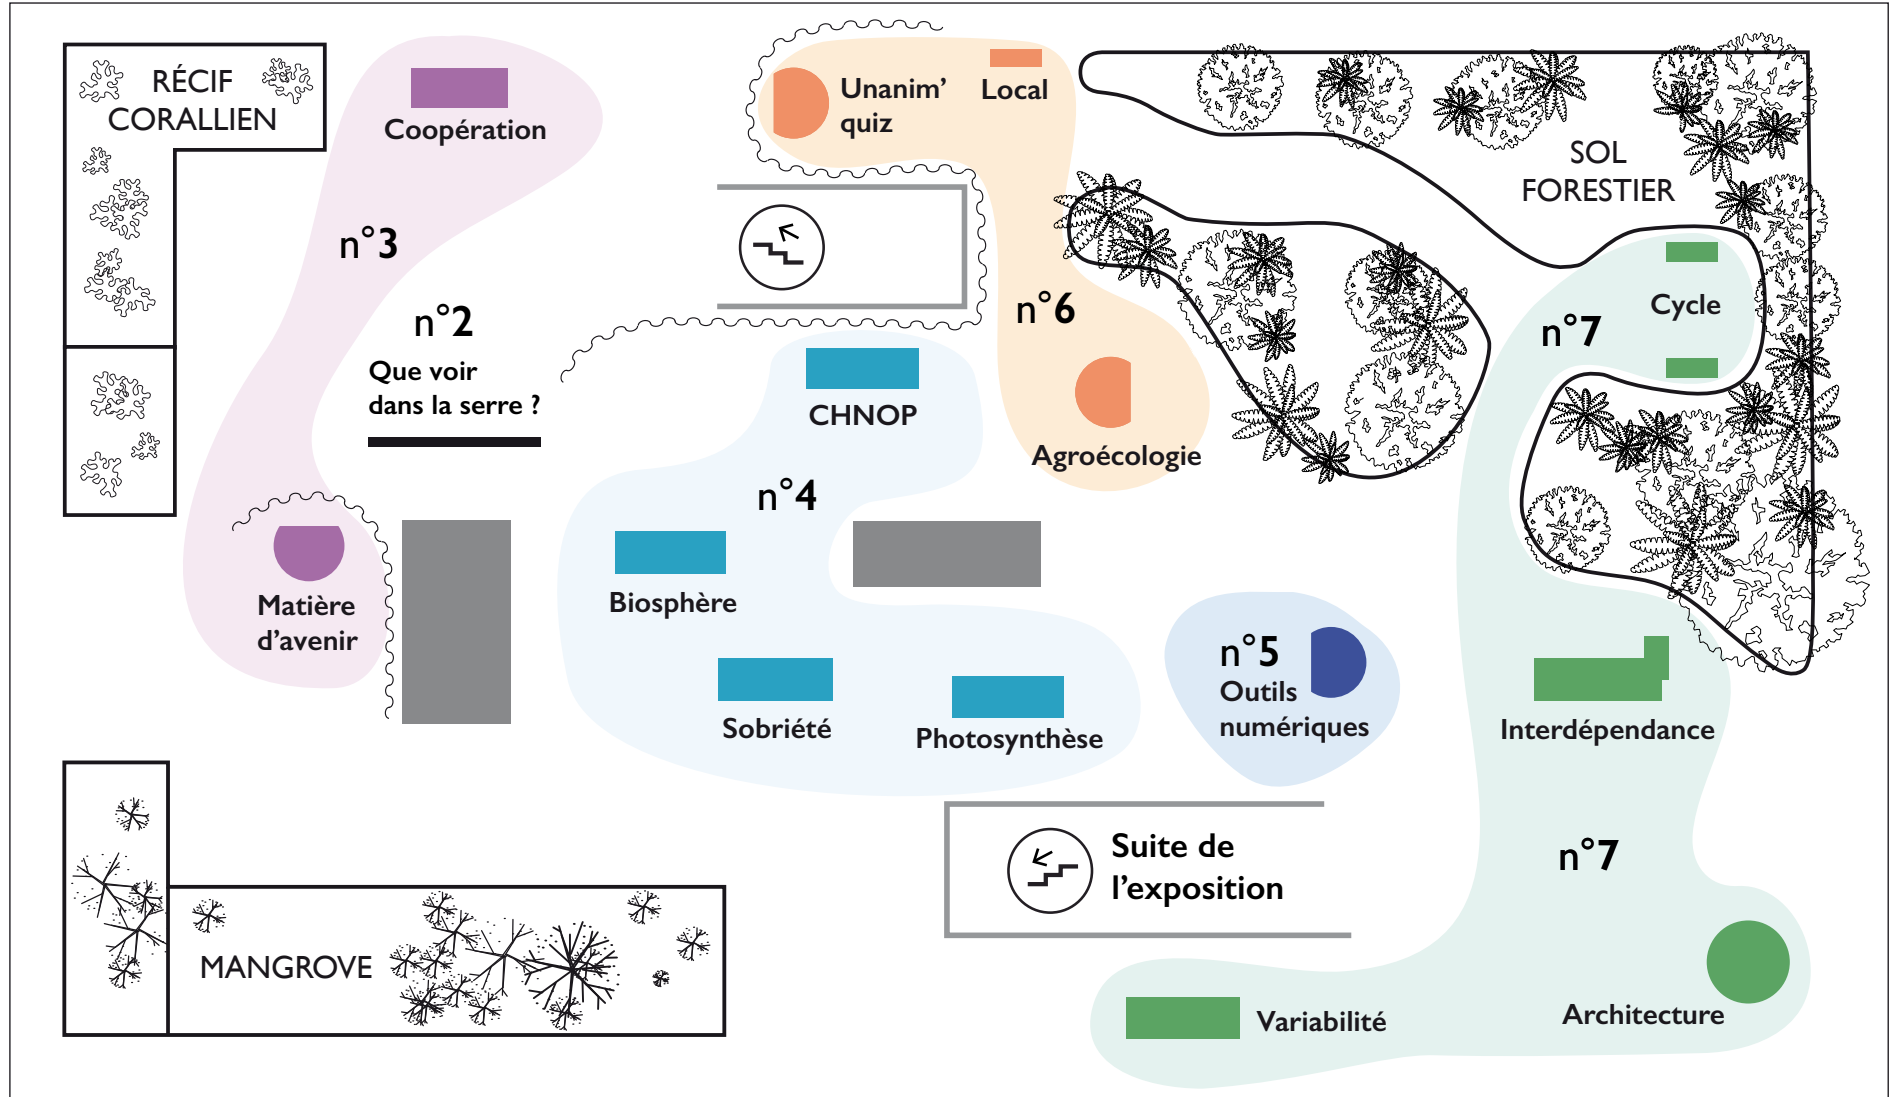 RÉCIF
CORALLIEN
Coopération
n°3
n°2
Que voir
dans la serre ?
Matière
d’avenir
Unanim’
quiz
Local
n°6
Agroécologie
CHNOP
n°4
Biosphère
Sobriété
Photosynthèse
n°5
Outils
numériques
SOL
FORESTIER
n°7
Cycle
Interdépendance
n°7
Architecture
Variabilité
Suite de
l’exposition
MANGROVE